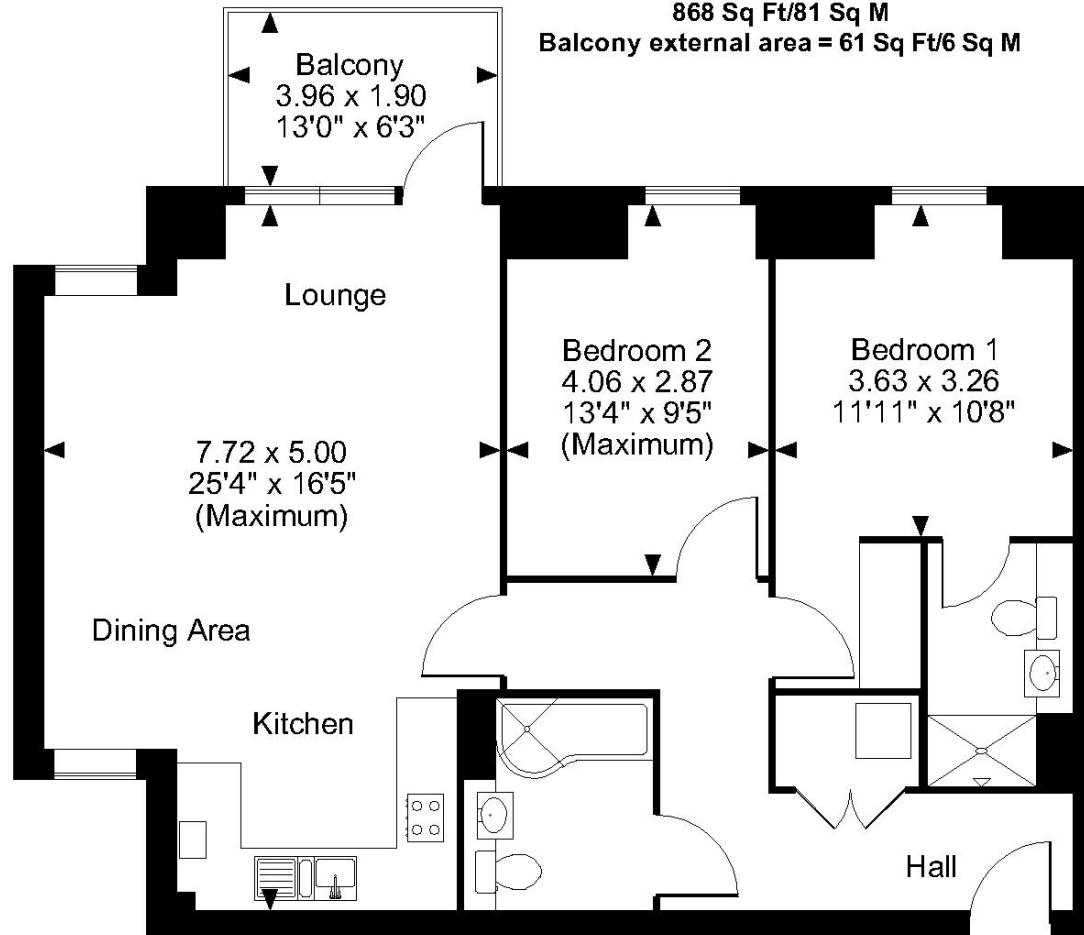 868 Sq Ft/81 Sq M
Balcony external area = 61 Sq Ft/6 Sq M
Balcony
3.96 x 1.90
13'0" x 6'3"
Lounge
7.72 x 5.00
25'4" x 16'5"
(Maximum)
Bedroom 2
4.06 x 2.87
13'4" x 9'5"
(Maximum)
Bedroom 1
3.63 x 3.26
11'11" x 10'8"
Dining Area
Kitchen
Hall